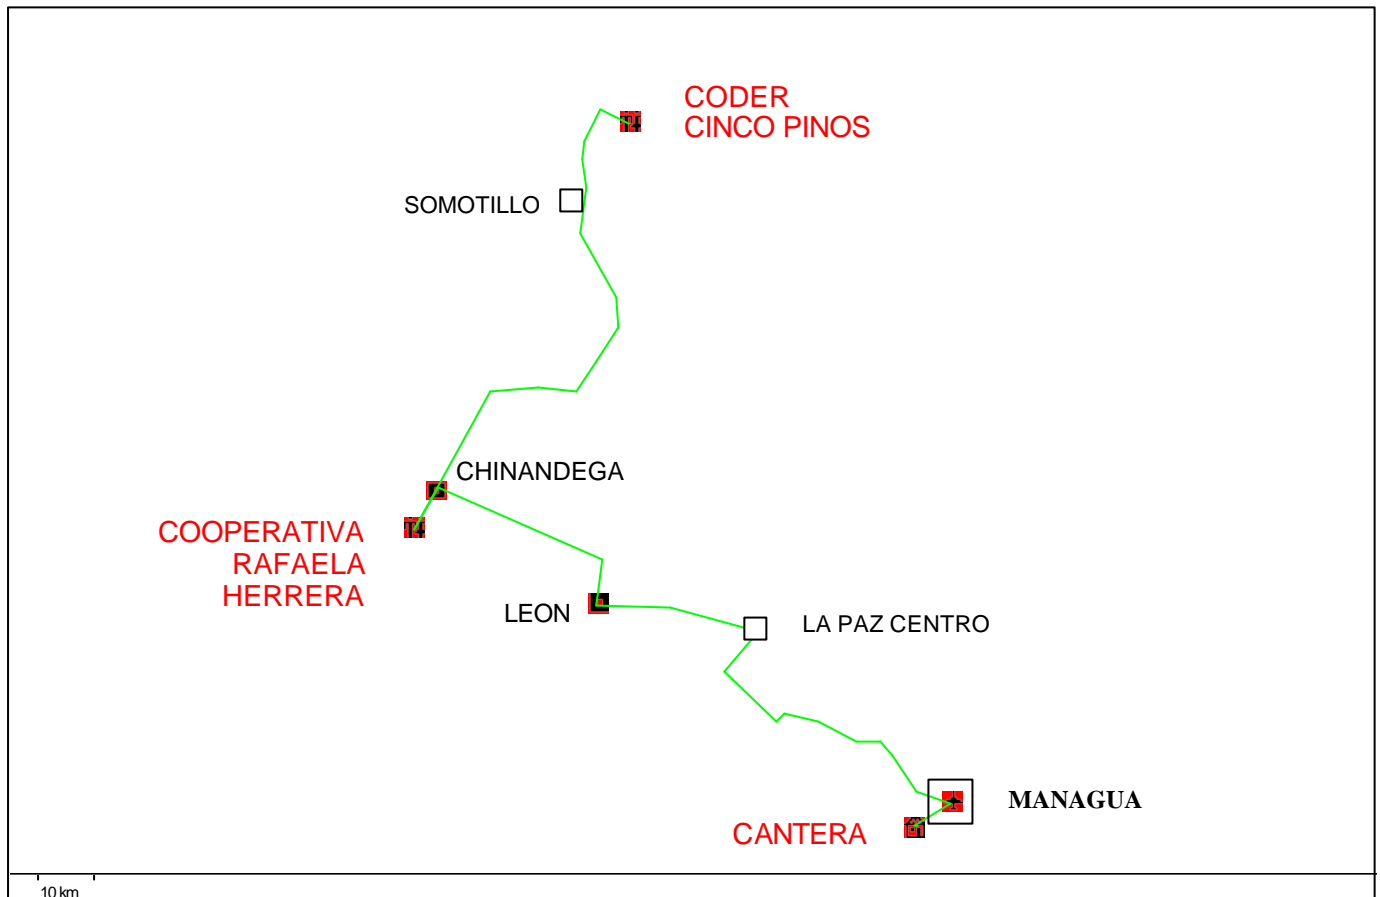 CODER
CINCO PINOS
SOMOTILLO
CHINANDEGA
COOPERATIVA
RAFAELA
HERRERA
LEON
LA PAZ CENTRO
MANAGUA
CANTERA
10 km